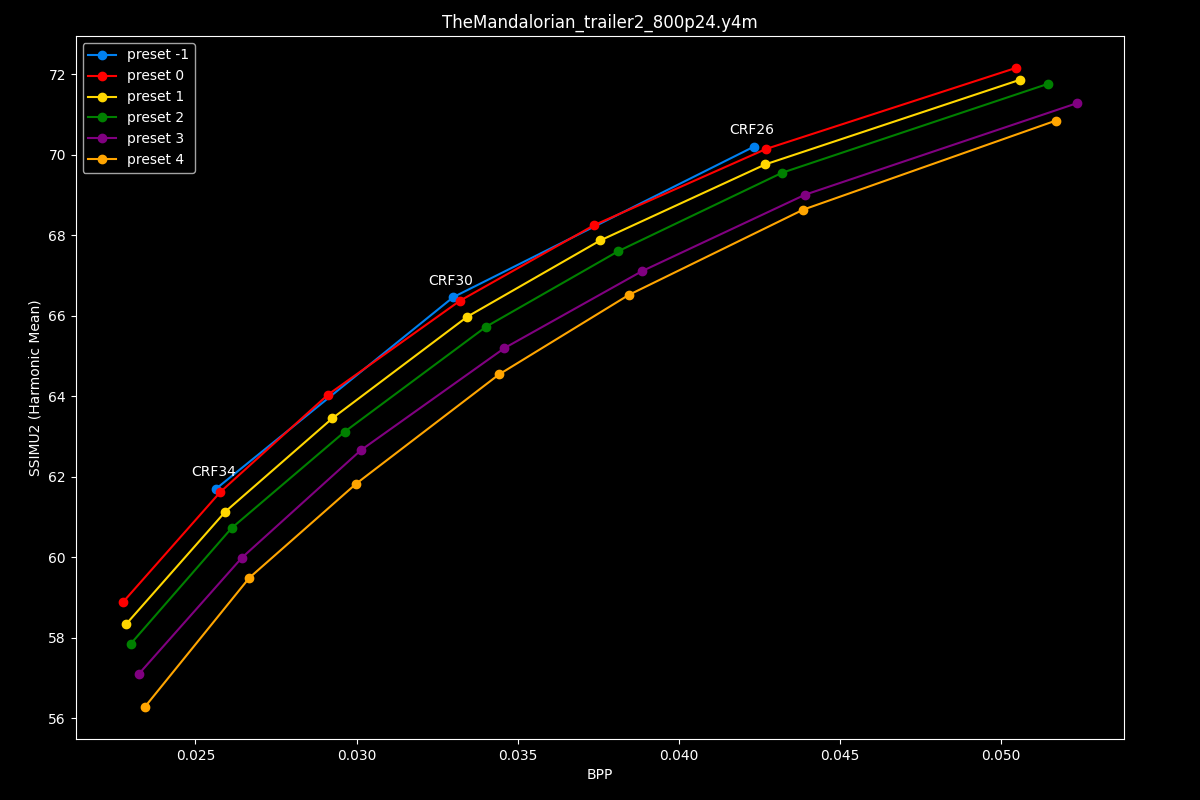 TheMandalorian_trailer2_800p24.y4m
preset -1
preset 0
preset 1
preset 2
preset 3
preset 4
CRF26
CRF30
CRF34
SSIMU2 (Harmonic Mean)
72
70
68
66
64
62
60
58
56
0.025 0.030 0.035 0.040 0.045 0.050
BPP